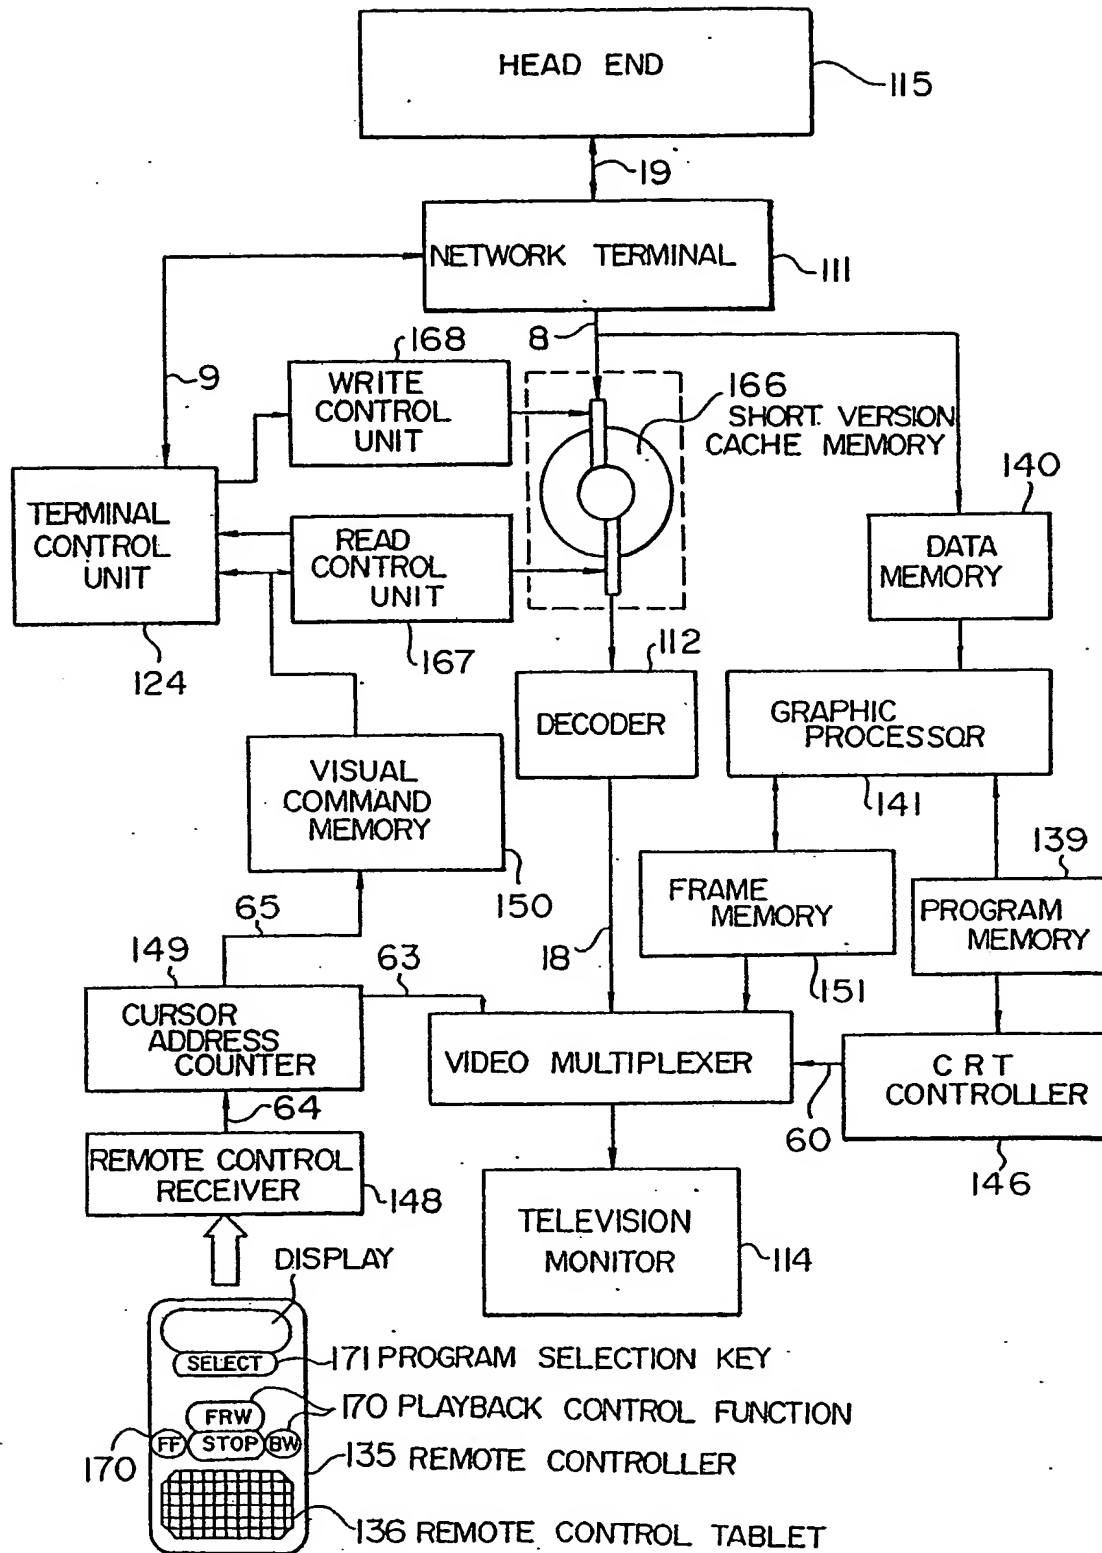 HEAD END
115
19
NETWORK TERMINAL
111
8
9
168
WRITE
CONTROL
UNIT
166
SHORT VERSION
CACHE MEMORY
140
TERMINAL
CONTROL
UNIT
READ
CONTROL
UNIT
DATA
MEMORY
124
167
112
DECODER
GRAPHIC
PROCESSOR
141
VISUAL
COMMAND
MEMORY
150
139
FRAME
MEMORY
PROGRAM
MEMORY
65
18
151
149
63
CURSOR
ADDRESS
COUNTER
VIDEO MULTIPLEXER
CRT
CONTROLLER
64
60
146
REMOTE CONTROL
RECEIVER
148
TELEVISION
MONITOR
114
DISPLAY
SELECT
171 PROGRAM SELECTION KEY
FRW
170 PLAYBACK CONTROL FUNCTION
FF
STOP
BW
170
135 REMOTE CONTROLLER
136 REMOTE CONTROL TABLET